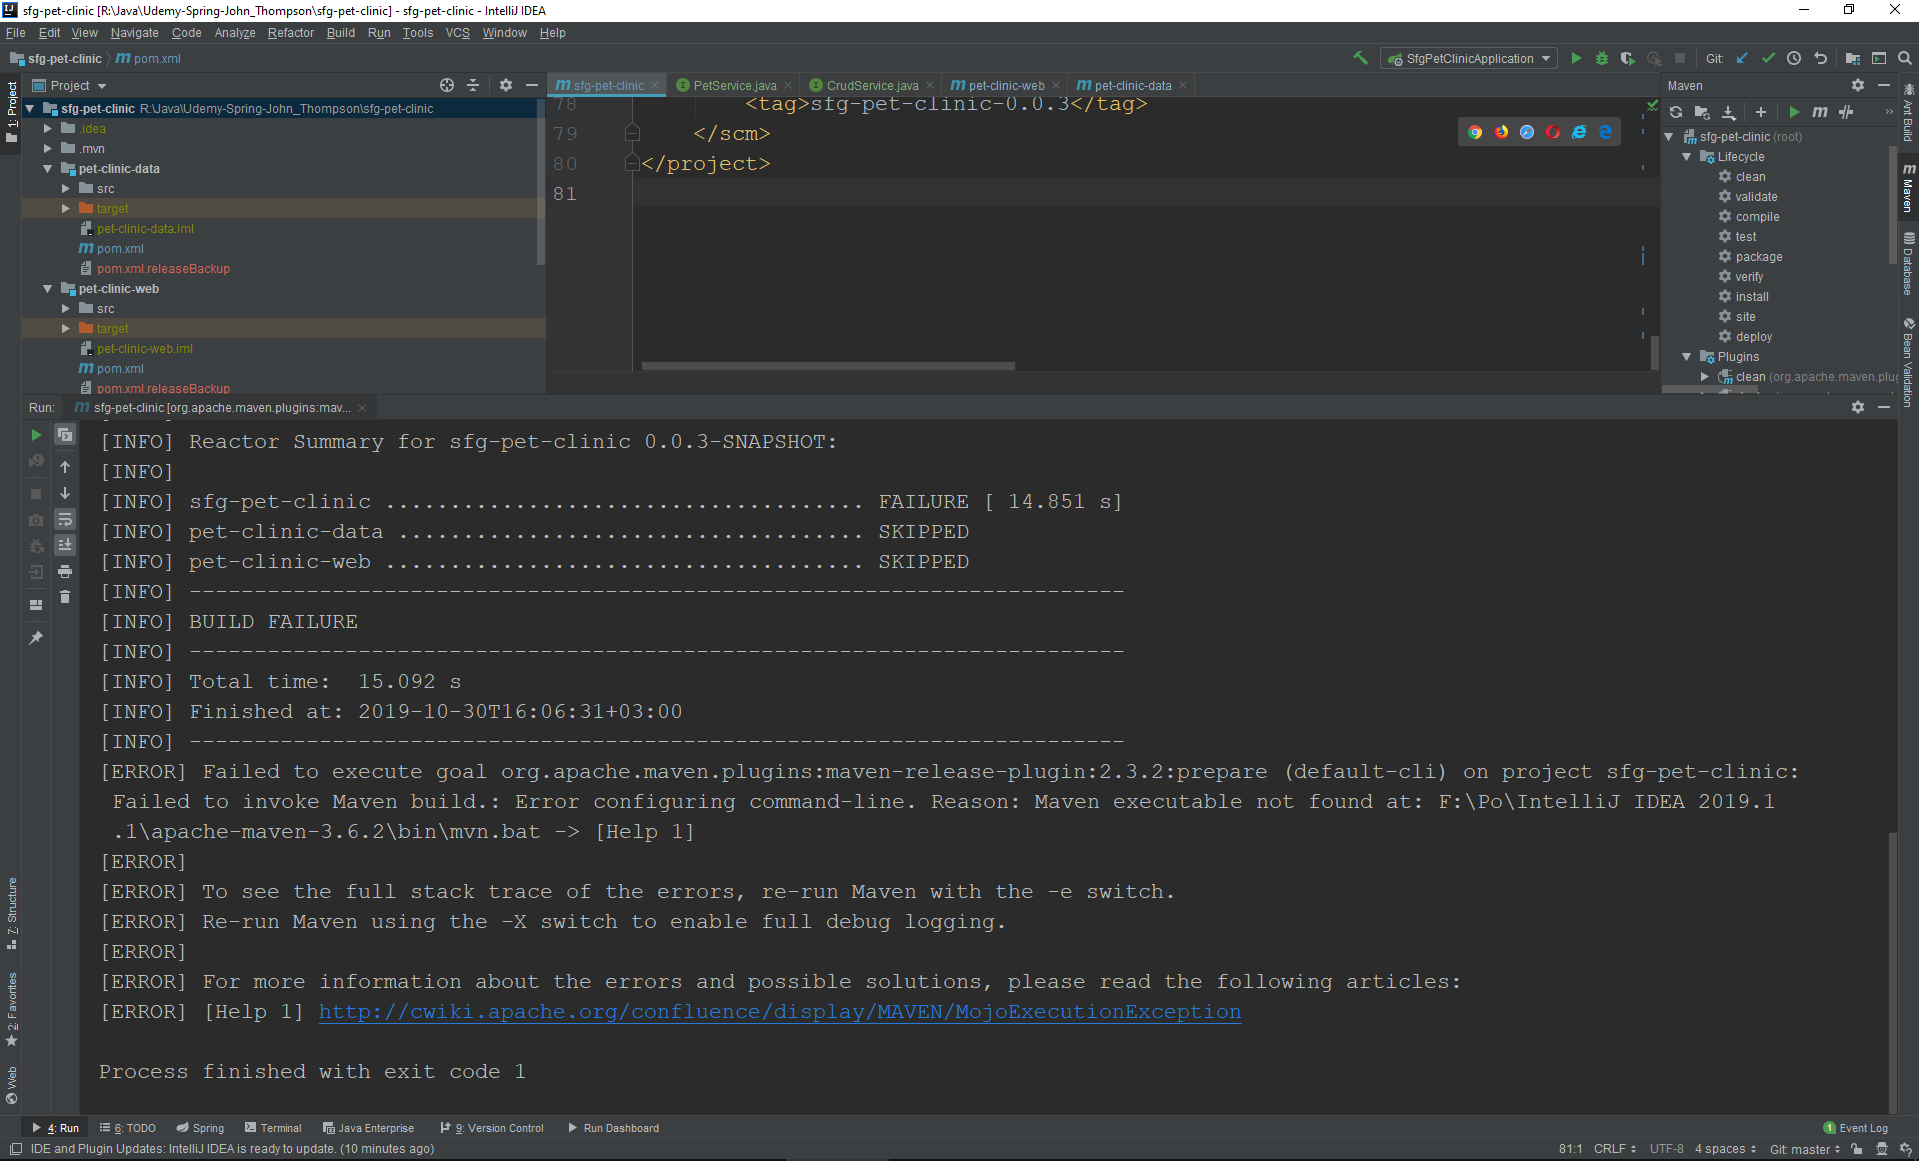 sfg-pet-clinic [R:\Java\Udemy-Spring-John_Thompson\sfg-pet-clinic] - sfg-pet-clinic - IntelliJ IDEA
File Edit View Navigate Code Analyze Refactor Build Run Tools VCS Window Help
sfg-pet-clinic pom.xml
SfgPetClinicApplication
Git:
1: Project
Project
sfg-pet-clinic R:\Java\Udemy-Spring-John_Thompson\sfg-pet-clinic
.idea
.mvn
pet-clinic-data
src
target
pet-clinic-data.iml
pom.xml
pom.xml.releaseBackup
pet-clinic-web
src
target
pet-clinic-web.iml
pom.xml
pom.xml.releaseBackup
sfg-pet-clinic PetService.java CrudService.java pet-clinic-web pet-clinic-data
78 <tag>sfg-pet-clinic-0.0.3</tag>
79 </scm>
80 </project>
81
Maven
sfg-pet-clinic (root)
Lifecycle
clean
validate
compile
test
package
verify
install
site
deploy
Plugins
clean (org.apache.maven.plug
Ant Build
Maven
Database
Bean Validation
Run: sfg-pet-clinic [org.apache.maven.plugins:mav...
[INFO] Reactor Summary for sfg-pet-clinic 0.0.3-SNAPSHOT:
[INFO]
[INFO] sfg-pet-clinic ..................................... FAILURE [ 14.851 s]
[INFO] pet-clinic-data .................................... SKIPPED
[INFO] pet-clinic-web ..................................... SKIPPED
[INFO] ------------------------------------------------------------------------
[INFO] BUILD FAILURE
[INFO] ------------------------------------------------------------------------
[INFO] Total time:  15.092 s
[INFO] Finished at: 2019-10-30T16:06:31+03:00
[INFO] ------------------------------------------------------------------------
[ERROR] Failed to execute goal org.apache.maven.plugins:maven-release-plugin:2.3.2:prepare (default-cli) on project sfg-pet-clinic:
Failed to invoke Maven build.: Error configuring command-line. Reason: Maven executable not found at: F:\Po\IntelliJ IDEA 2019.1
.1\apache-maven-3.6.2\bin\mvn.bat -> [Help 1]
[ERROR]
[ERROR] To see the full stack trace of the errors, re-run Maven with the -e switch.
[ERROR] Re-run Maven using the -X switch to enable full debug logging.
[ERROR]
[ERROR] For more information about the errors and possible solutions, please read the following articles:
[ERROR] [Help 1] http://cwiki.apache.org/confluence/display/MAVEN/MojoExecutionException
Process finished with exit code 1
7: Structure
2: Favorites
Web
4: Run 6: TODO Spring Terminal Java Enterprise 9: Version Control Run Dashboard 1 Event Log
IDE and Plugin Updates: IntelliJ IDEA is ready to update. (10 minutes ago) 81:1 CRLF UTF-8 4 spaces Git: master